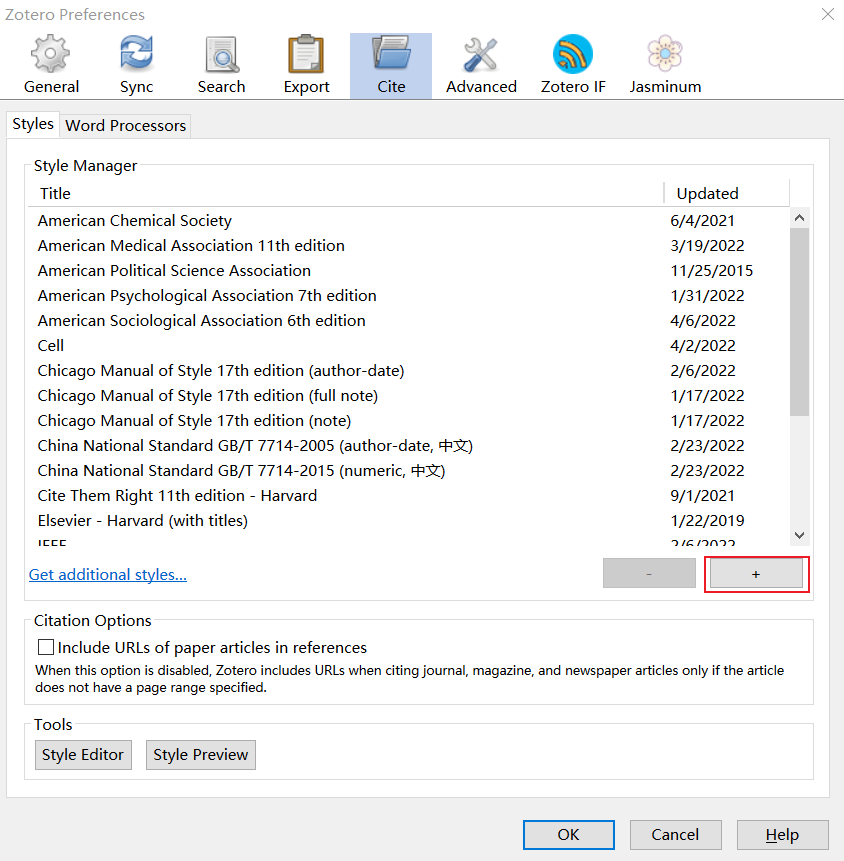 Zotero Preferences
General Sync Search Export Cite Advanced Zotero IF Jasminum
Styles Word Processors
Style Manager
Title Updated
American Chemical Society 6/4/2021
American Medical Association 11th edition 3/19/2022
American Political Science Association 11/25/2015
American Psychological Association 7th edition 1/31/2022
American Sociological Association 6th edition 4/6/2022
Cell 4/2/2022
Chicago Manual of Style 17th edition (author-date) 2/6/2022
Chicago Manual of Style 17th edition (full note) 1/17/2022
Chicago Manual of Style 17th edition (note) 1/17/2022
China National Standard GB/T 7714-2005 (author-date, 中文) 2/23/2022
China National Standard GB/T 7714-2015 (numeric, 中文) 2/23/2022
Cite Them Right 11th edition - Harvard 9/1/2021
Elsevier - Harvard (with titles) 1/22/2019
IEEE 2/6/2022
Get additional styles... - +
Citation Options
Include URLs of paper articles in references
When this option is disabled, Zotero includes URLs when citing journal, magazine, and newspaper articles only if the article
does not have a page range specified.
Tools
Style Editor Style Preview
OK Cancel Help